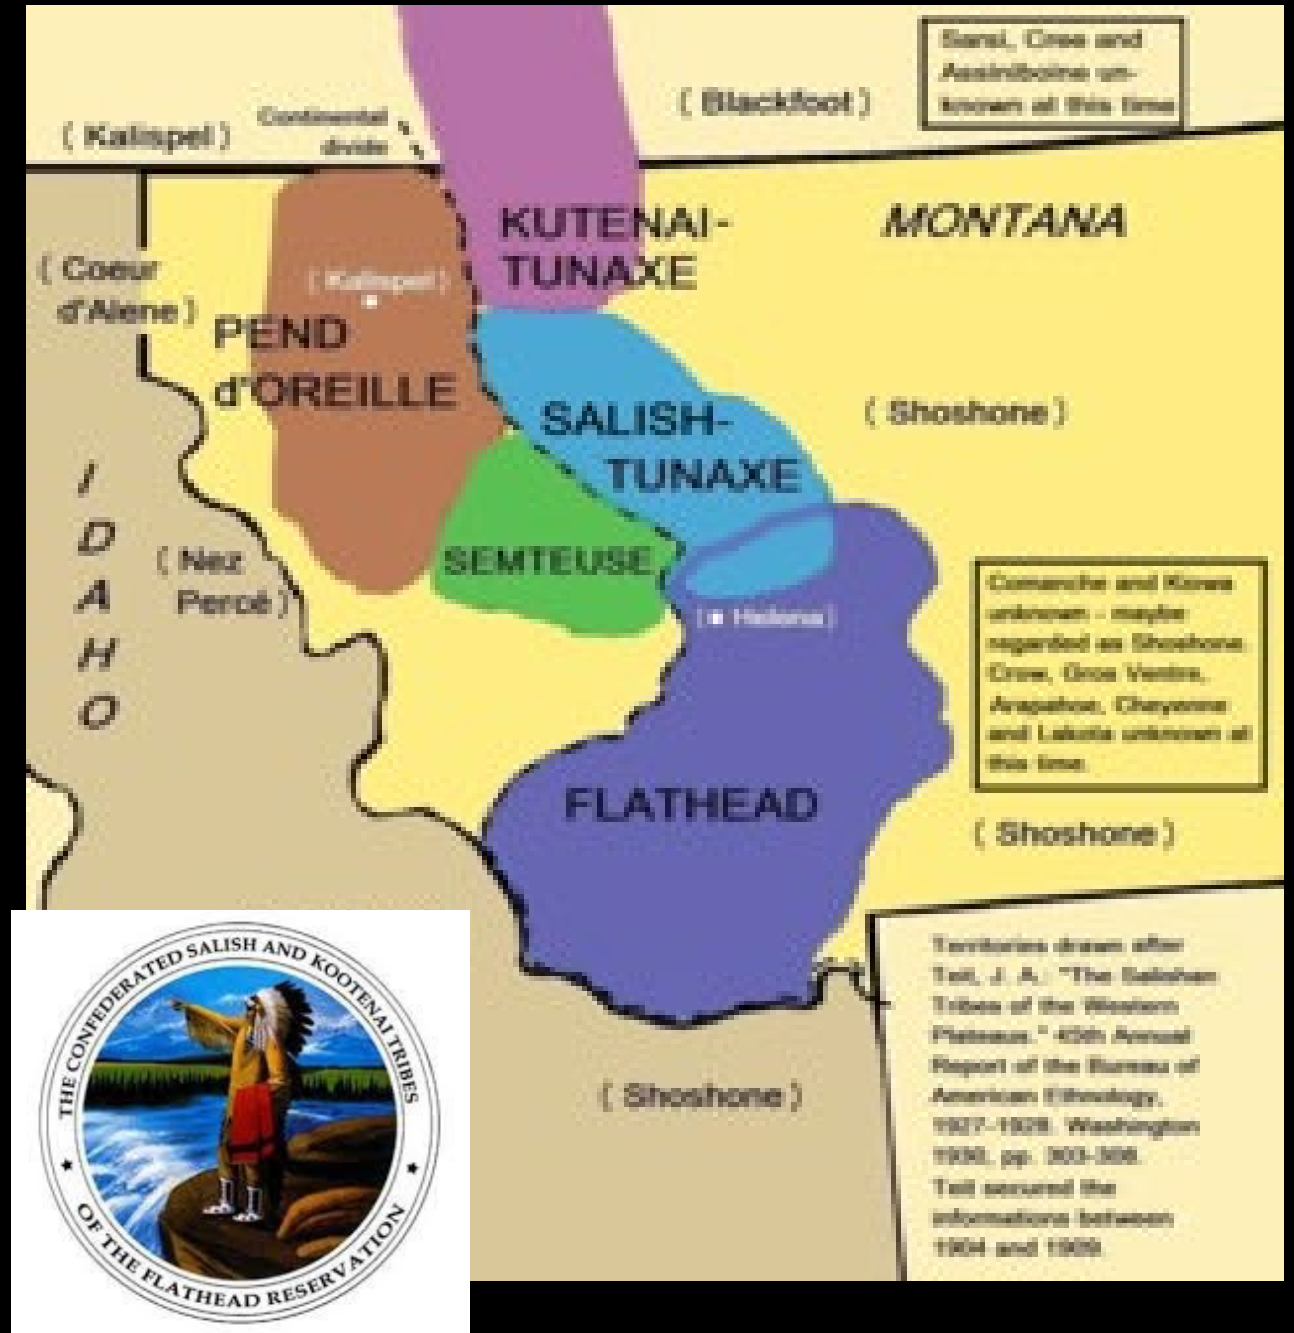 Sarsi, Cree and
Assiniboine un-
known at this time
( Blackfoot )
Continental
divide
( Kalispel )
KUTENAI-
TUNAXE
MONTANA
( Coeur
d'Alene )
( Kalispel )
PEND
d'OREILLE
SALISH-
TUNAXE
( Shoshone )
IDAHO
( Nez
Percé )
SEMTEUSE
( Helena )
Comanche and Kiowa
unknown - maybe
regarded as Shoshone.
Crow, Gros Ventre,
Arapahoe, Cheyenne
and Lakota unknown at
this time.
FLATHEAD
( Shoshone )
( Shoshone )
Territories drawn after
Teit, J. A.: "The Salishan
Tribes of the Western
Plateaus." 45th Annual
Report of the Bureau of
American Ethnology,
1927-1928. Washington
1930, pp. 303-306.
Teit secured the
informations between
1904 and 1909.
THE CONFEDERATED SALISH AND KOOTENAI TRIBES
OF THE FLATHEAD RESERVATION